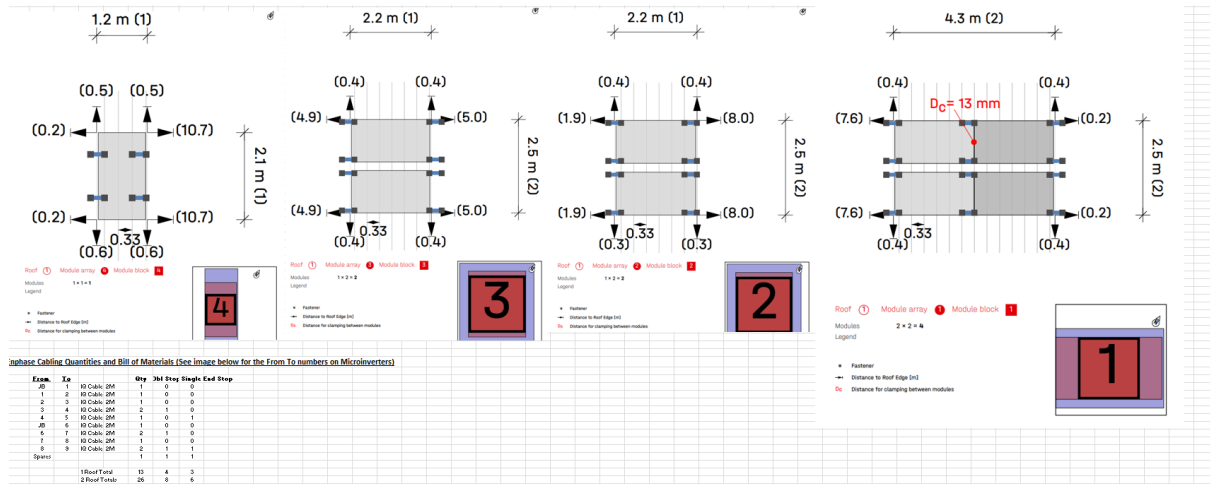 1.2 m (1)
(0.5) (0.5)
(0.2) (10.7)
2.1 m (1)
(0.2) (10.7)
0.33
(0.6) (0.6)
Roof 1 Module array 4 Module block 4
Modules 1 × 1 = 1
Legend
Fastener
Distance to Roof Edge [m]
Dc Distance for clamping between modules
4
2.2 m (1)
(0.4) (0.4)
(4.9) (5.0)
2.5 m (2)
(4.9) (5.0)
0.33
(0.4) (0.4)
Roof 1 Module array 3 Module block 3
Modules 1 × 2 = 2
Legend
Fastener
Distance to Roof Edge [m]
Dc Distance for clamping between modules
3
2.2 m (1)
(0.4) (0.4)
(1.9) (8.0)
2.5 m (2)
(1.9) (8.0)
0.33
(0.3) (0.3)
Roof 1 Module array 2 Module block 2
Modules 1 × 2 = 2
Legend
Fastener
Distance to Roof Edge [m]
Dc Distance for clamping between modules
2
4.3 m (2)
(0.4) (0.4)
Dc= 13 mm
(7.6) (0.2)
2.5 m (2)
(7.6) (0.2)
0.33
(0.4) (0.4)
Roof 1 Module array 1 Module block 1
Modules 2 × 2 = 4
Legend
Fastener
Distance to Roof Edge [m]
Dc Distance for clamping between modules
1
nphase Cabling Quantities and Bill of Materials (See image below for the From To numbers on Microinverters)
From To Qty Dbl Stop Single End Stop
JB 1 IQ Cable 2M 1 0 0
1 2 IQ Cable 2M 1 0 0
2 3 IQ Cable 2M 1 0 0
3 4 IQ Cable 2M 2 1 0
4 5 IQ Cable 2M 1 0 1
JB 6 IQ Cable 2M 1 0 0
6 7 IQ Cable 2M 2 1 0
7 8 IQ Cable 2M 1 0 0
8 9 IQ Cable 2M 2 1 1
Spares 1 1 1
1 Roof Total 13 4 3
2 Roof Totals 26 8 6